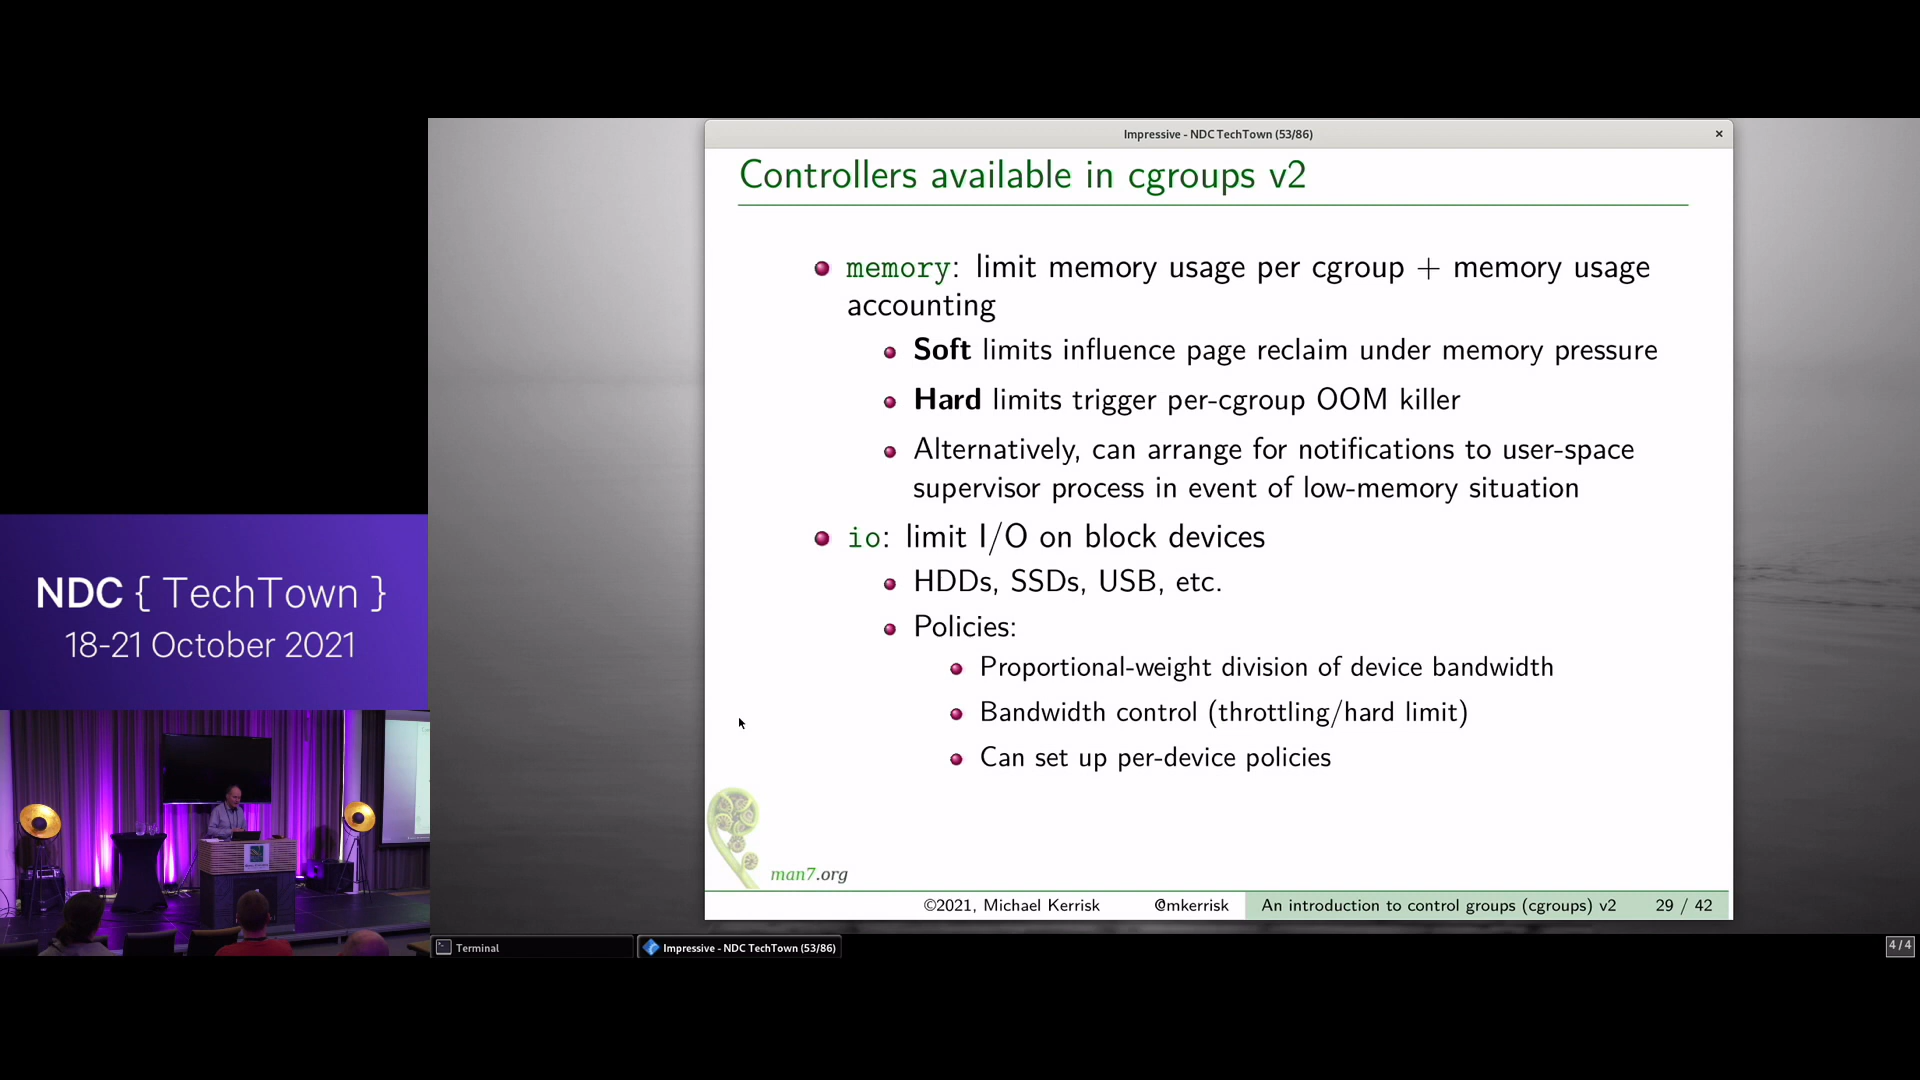 Impressive - NDC TechTown (53/86)
Controllers available in cgroups v2
memory: limit memory usage per cgroup + memory usage
accounting
Soft limits influence page reclaim under memory pressure
Hard limits trigger per-cgroup OOM killer
Alternatively, can arrange for notifications to user-space
supervisor process in event of low-memory situation
io: limit I/O on block devices
HDDs, SSDs, USB, etc.
Policies:
Proportional-weight division of device bandwidth
Bandwidth control (throttling/hard limit)
Can set up per-device policies
man7.org
©2021, Michael Kerrisk @mkerrisk An introduction to control groups (cgroups) v2 29 / 42
NDC { TechTown }
18-21 October 2021
Terminal
Impressive - NDC TechTown (53/86)
4/4